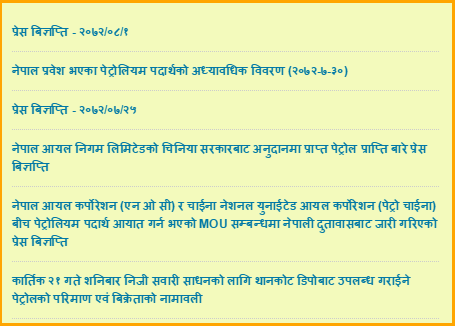 प्रेस बिज्ञप्ति - २०७२/०८/१
नेपाल प्रवेश भएका पेट्रोलियम पदार्थको अध्यावधिक विवरण (२०७२-७-३०)
प्रेस बिज्ञप्ति - २०७२/०७/२५
नेपाल आयल निगम लिमिटेडको चिनिया सरकारबाट अनुदानमा प्राप्त पेट्रोल प्राप्ति बारे प्रेस
बिज्ञप्ति
नेपाल आयल कर्पोरेशन (एन ओ सी) र चाईना नेशनल युनाईटेड आयल कर्पोरेशन (पेट्रो चाईना)
बीच पेट्रोलियम पदार्थ आयात गर्न भएको MOU सम्बन्धमा नेपाली दुतावासबाट जारी गरिएको
प्रेस बिज्ञप्ति
कार्तिक २१ गते शनिबार निजी सवारी साधनको लागि थानकोट डिपोबाट उपलब्ध गराईने
पेट्रोलको परिमाण एवं बिक्रेताको नामावली